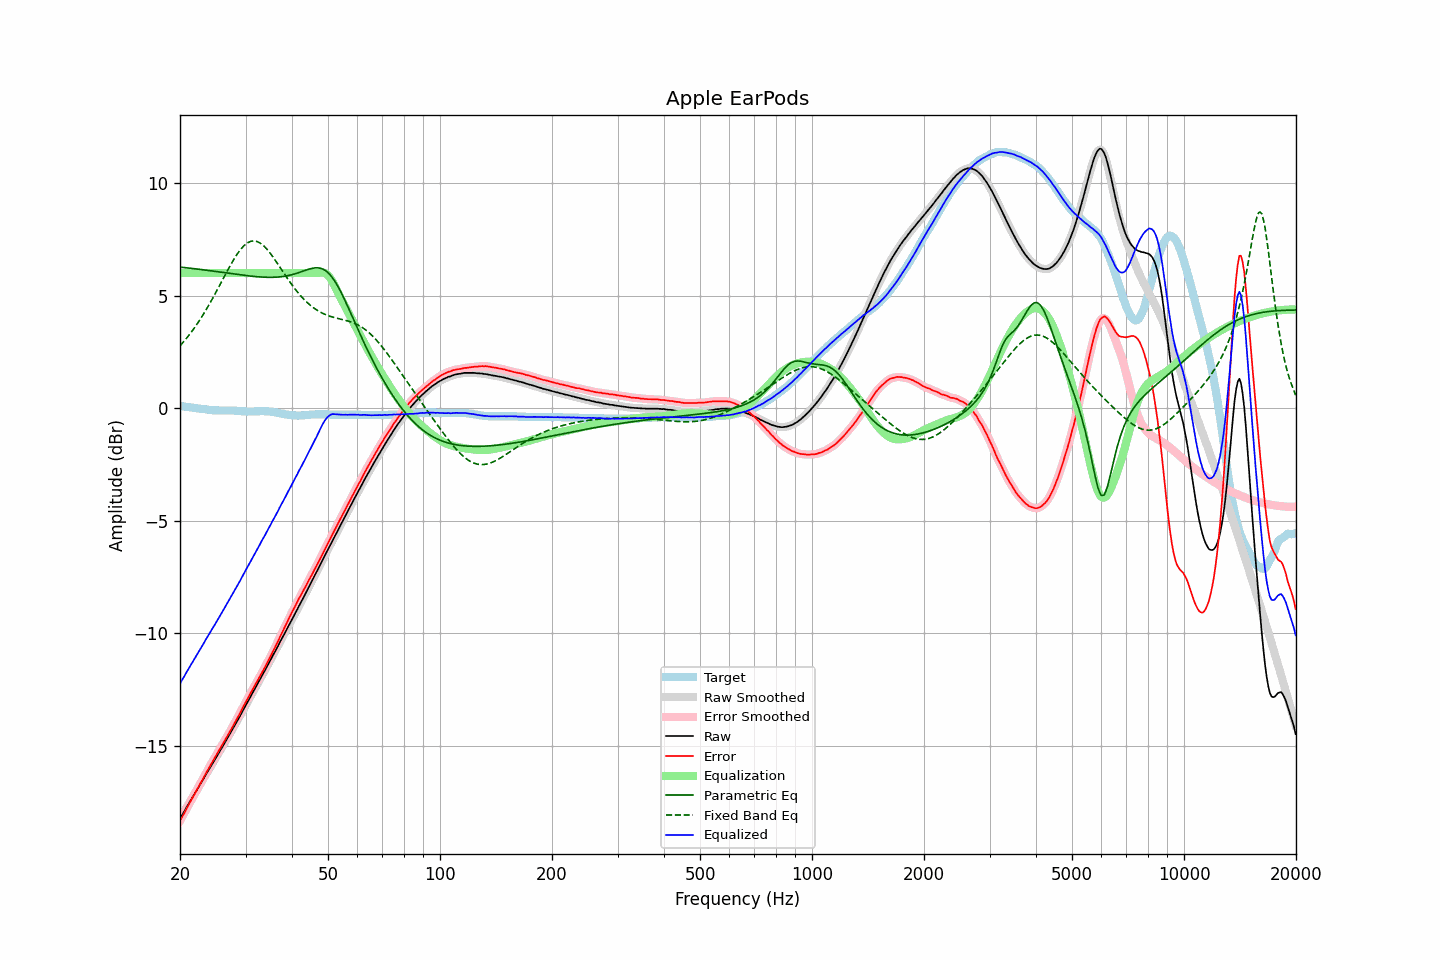 Apple EarPods
Amplitude (dBr)
10
5
0
−5
−10
−15
Target
Raw Smoothed
Error Smoothed
Raw
Error
Equalization
Parametric Eq
Fixed Band Eq
Equalized
20 50 100 200 500 1000 2000 5000 10000 20000
Frequency (Hz)